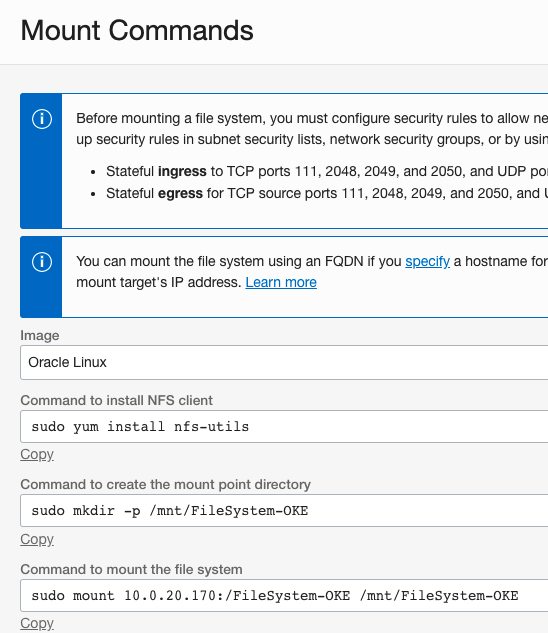 Mount Commands
Before mounting a file system, you must configure security rules to allow
up security rules in subnet security lists, network security groups, or by
• Stateful ingress to TCP ports 111, 2048, 2049, and 2050, and UDP
• Stateful egress for TCP source ports 111, 2048, 2049, and 2050, and
You can mount the file system using an FQDN if you specify a hostname for
mount target's IP address. Learn more
Image
Oracle Linux
Command to install NFS client
sudo yum install nfs-utils
Copy
Command to create the mount point directory
sudo mkdir -p /mnt/FileSystem-OKE
Copy
Command to mount the file system
sudo mount 10.0.20.170:/FileSystem-OKE /mnt/FileSystem-OKE
Copy